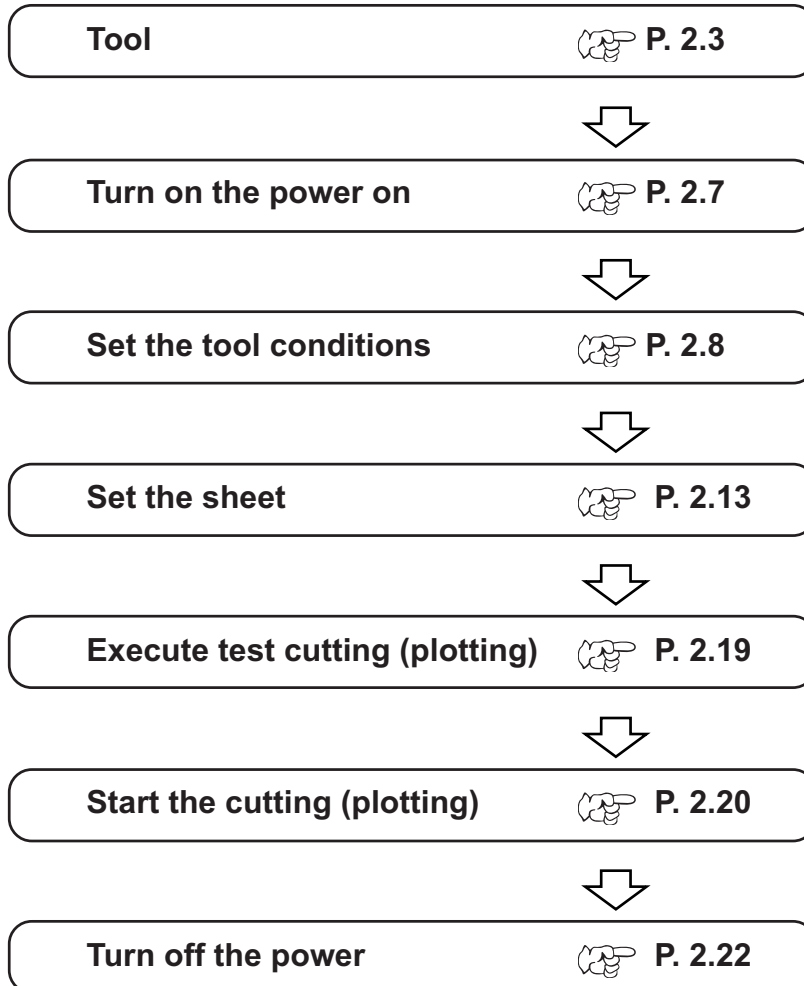 Tool P. 2.3
Turn on the power on P. 2.7
Set the tool conditions P. 2.8
Set the sheet P. 2.13
Execute test cutting (plotting) P. 2.19
Start the cutting (plotting) P. 2.20
Turn off the power P. 2.22